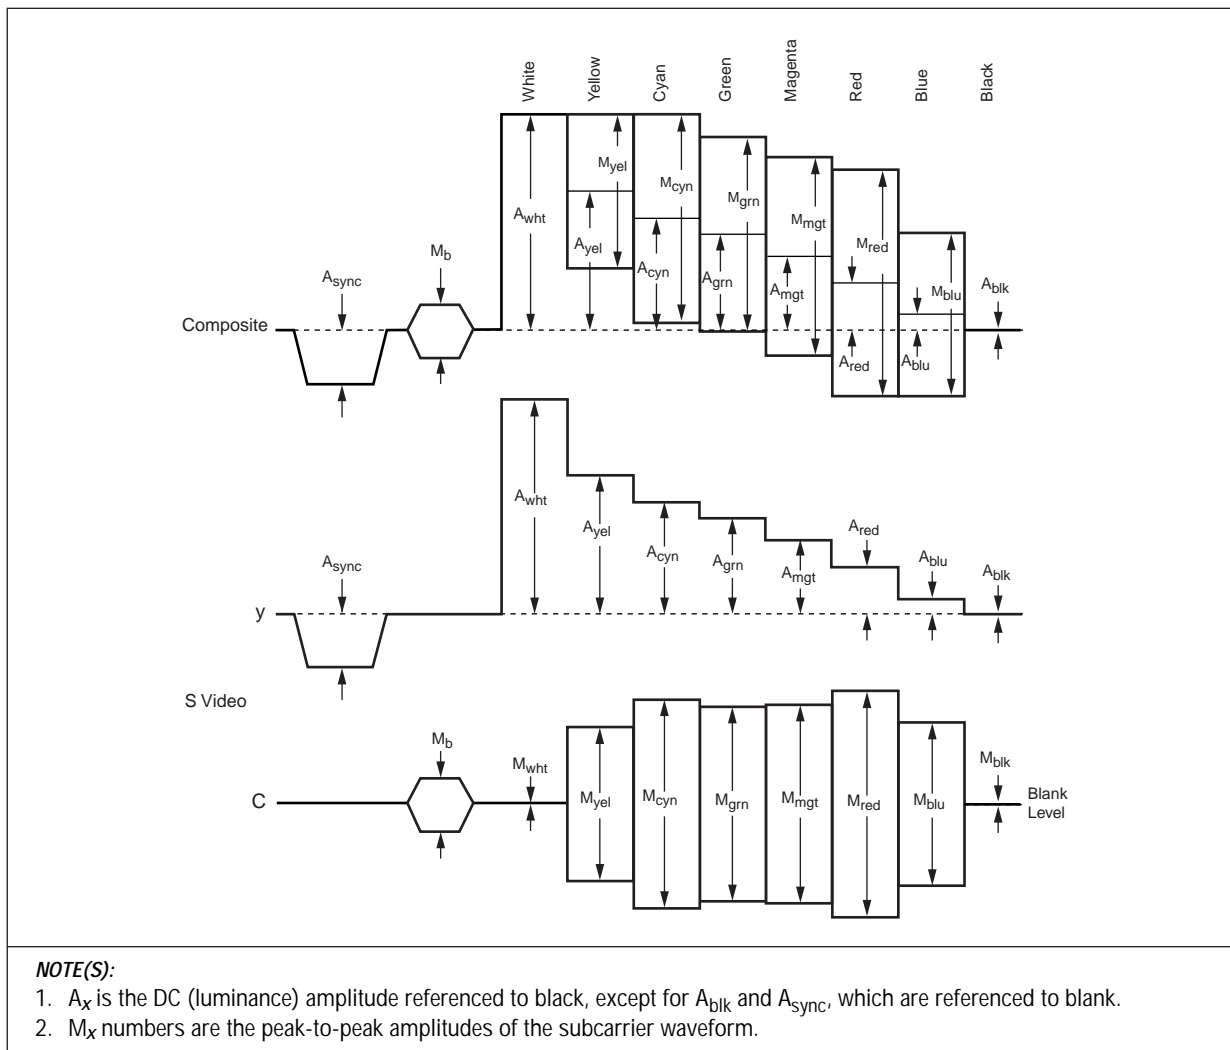 White Yellow Cyan Green Magenta Red Blue Black
Myel
Mcyn
Mgrn
Mmgt
Mred
Mblu
Awht
Ayel
Acyn
Agrn
Amgt
Ared
Ablu
Ablk
Mb
Async
Composite
Awht
Ayel
Acyn
Agrn
Amgt
Ared
Ablu
Ablk
Async
y
S Video
Mb
Mwht
Myel
Mcyn
Mgrn
Mmgt
Mred
Mblu
Mblk
C
Blank
Level
NOTE(S):
1. Ax is the DC (luminance) amplitude referenced to black, except for Ablk and Async, which are referenced to blank.
2. Mx numbers are the peak-to-peak amplitudes of the subcarrier waveform.